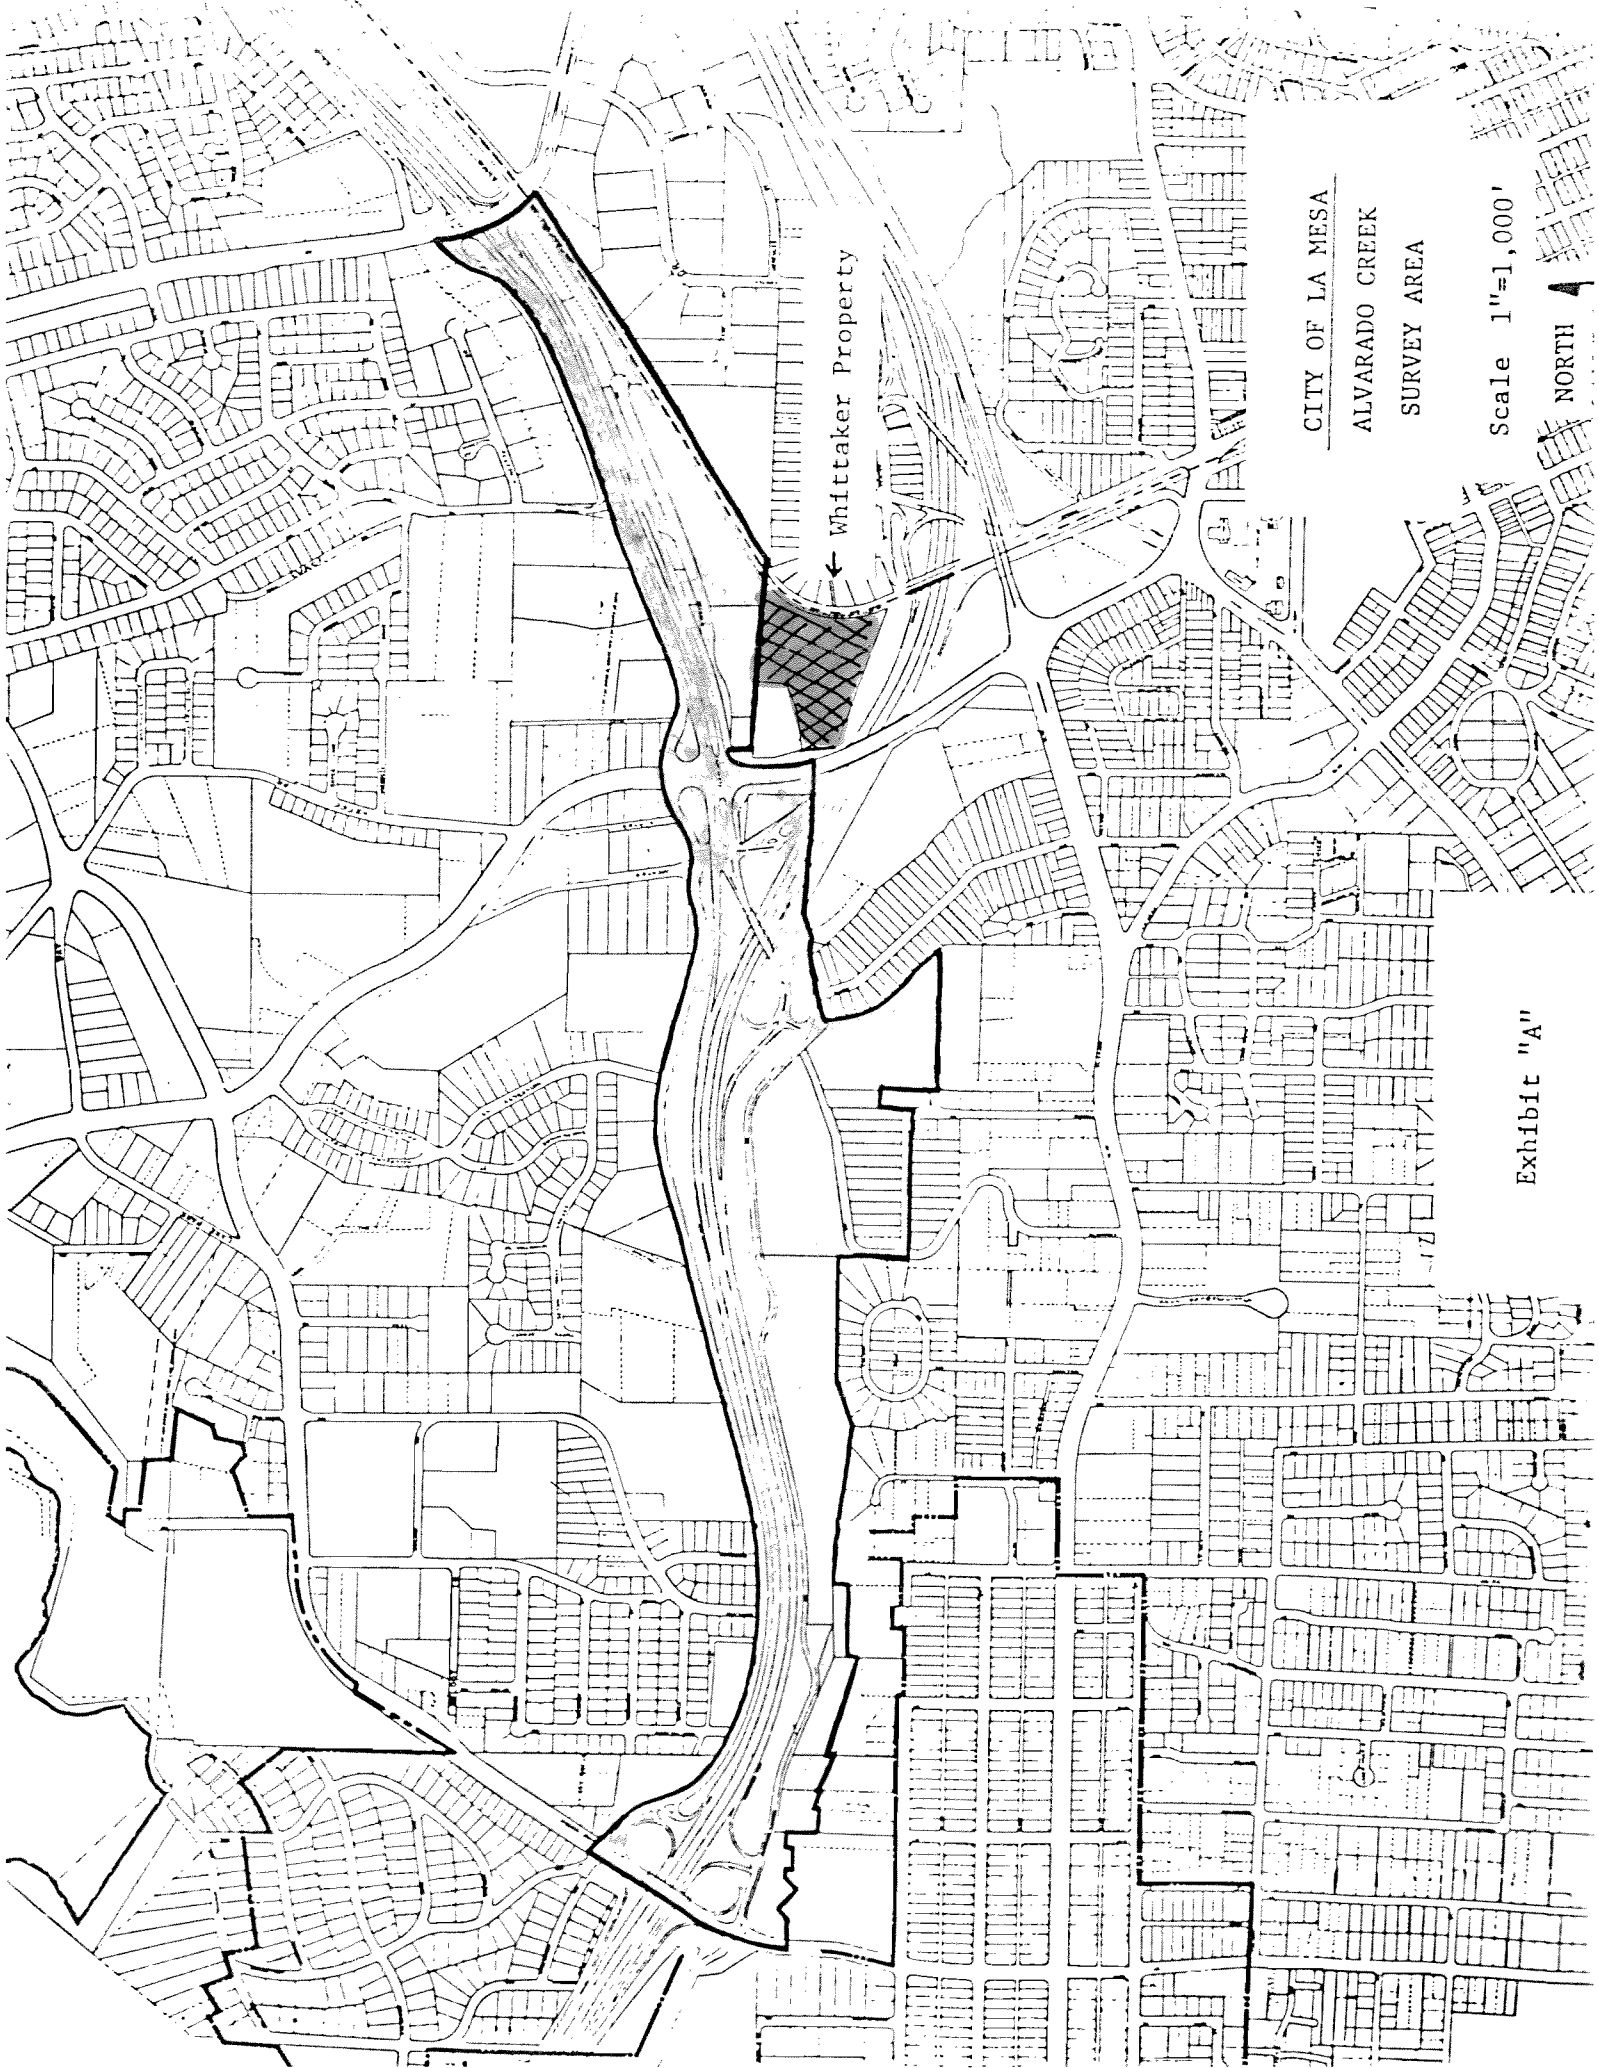 ← Whittaker Property
CITY OF LA MESA
ALVARADO CREEK
SURVEY AREA
Scale 1"=1,000'
NORTH
Exhibit "A"